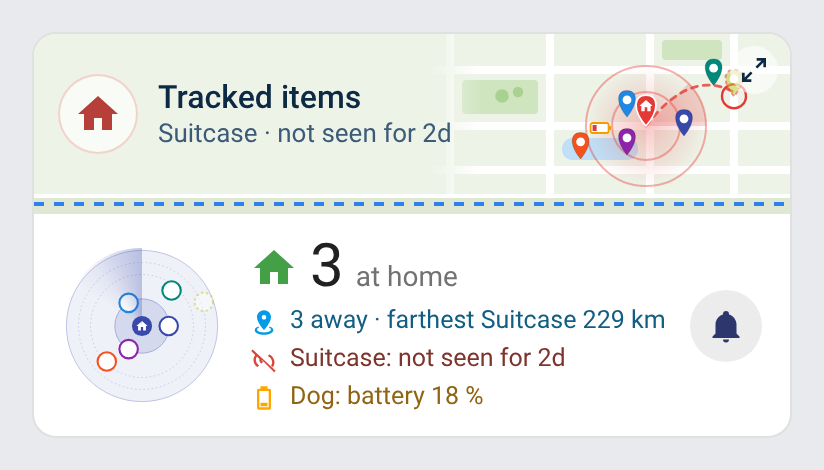 Tracked items
Suitcase · not seen for 2d
3 at home
3 away · farthest Suitcase 229 km
Suitcase: not seen for 2d
Dog: battery 18 %